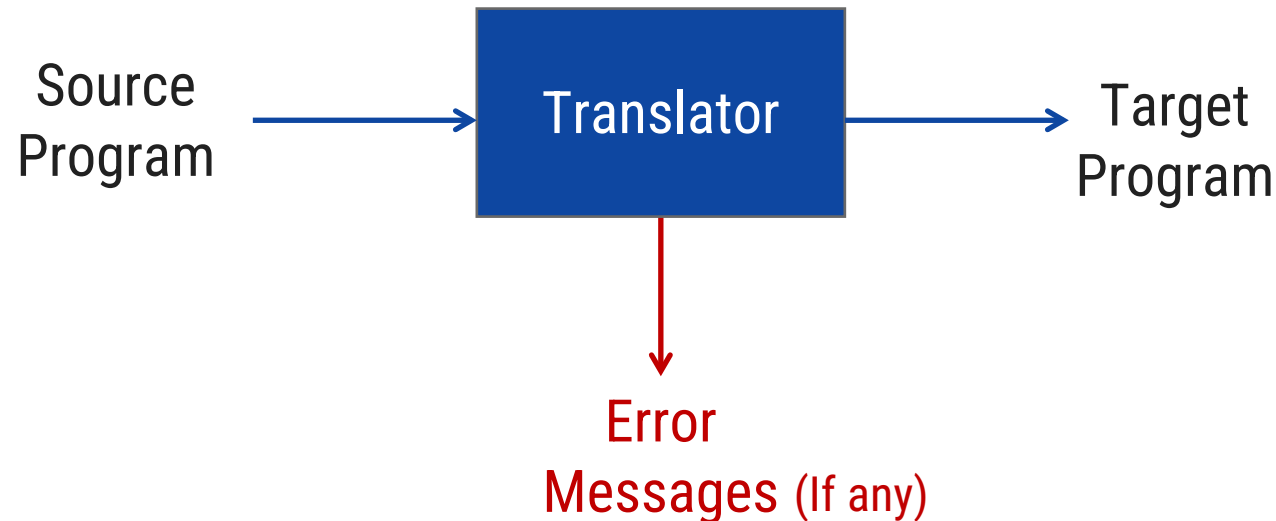 Source
Program
Translator
Target
Program
Error
Messages (If any)